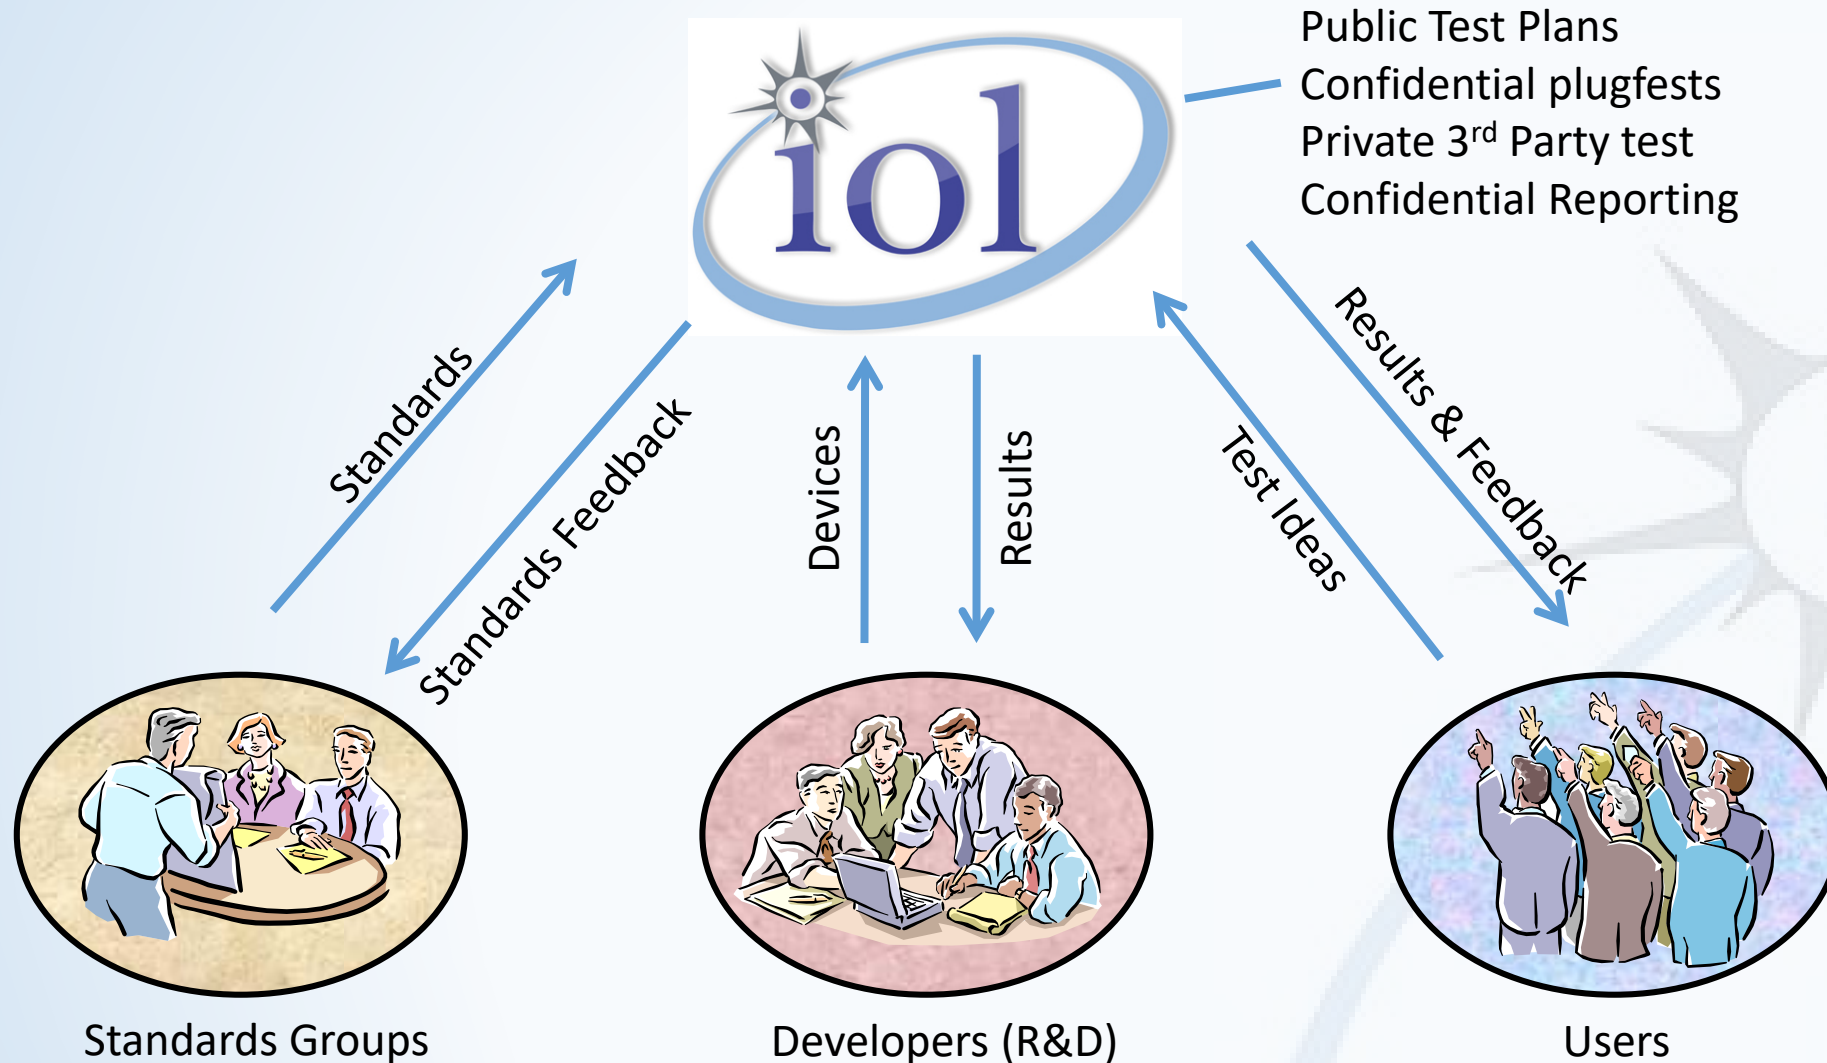 Public Test Plans
Confidential plugfests
Private 3rd Party test
Confidential Reporting
iol
Standards
Standards Feedback
Devices
Results
Test Ideas
Results & Feedback
Standards Groups
Developers (R&D)
Users